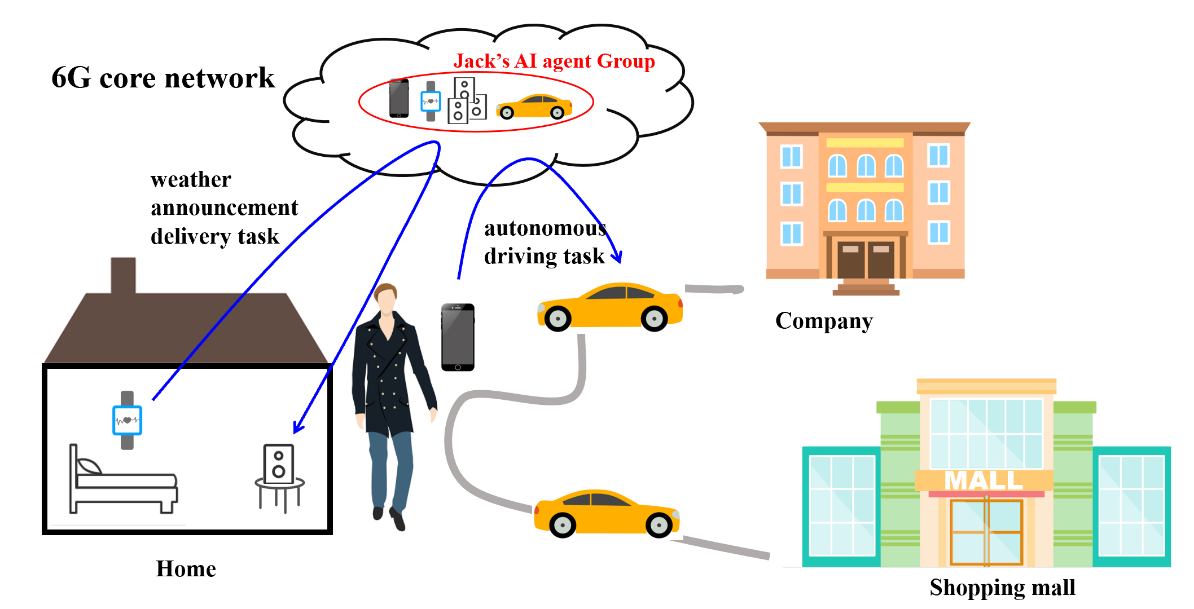 Jack’s AI agent Group
6G core network
weather
announcement
delivery task
autonomous
driving task
Company
MALL
Home
Shopping mall